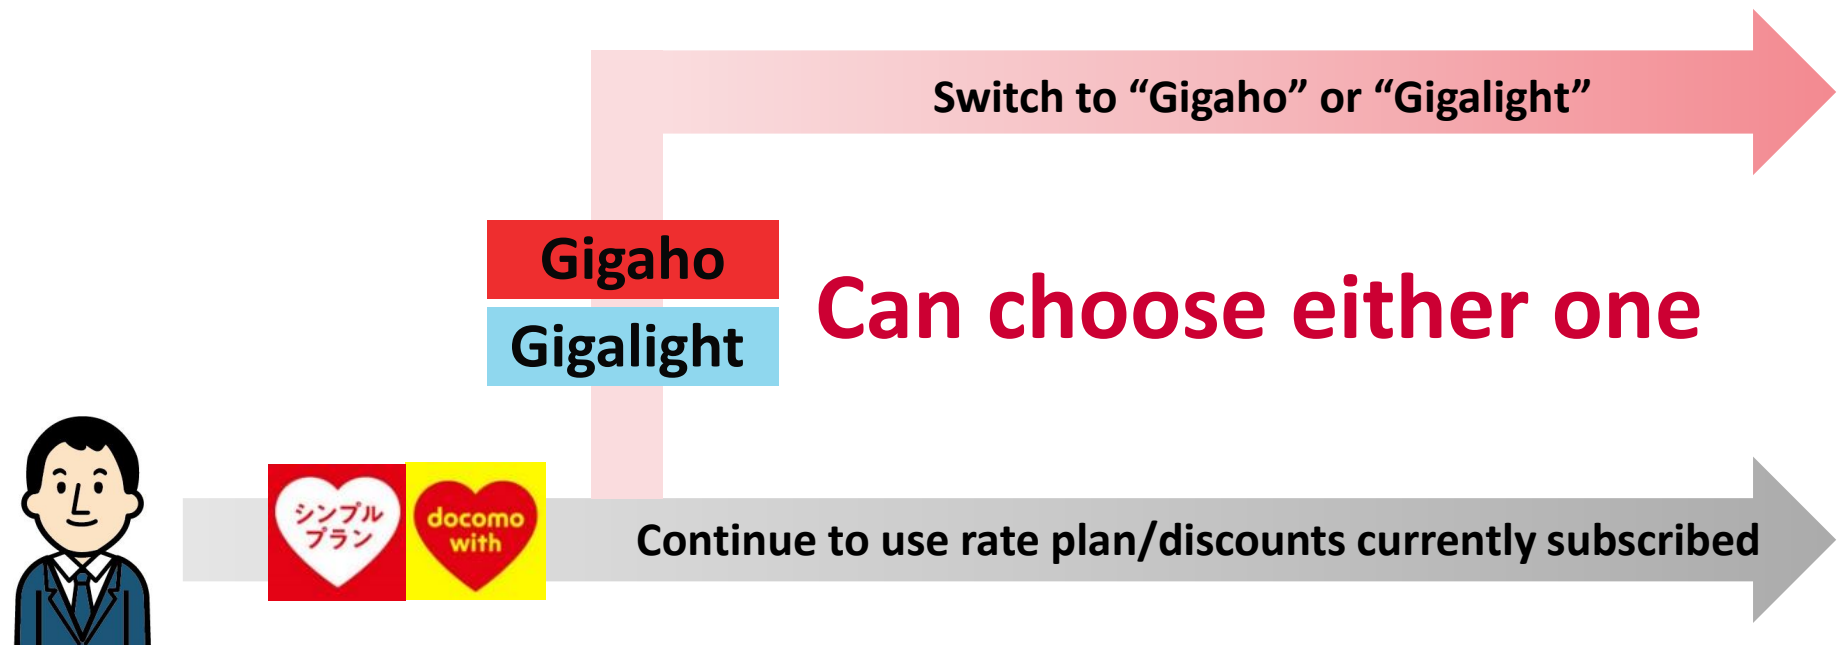 Switch to “Gigaho” or “Gigalight”
Gigaho
Gigalight
Can choose either one
シンプル
プラン
docomo
with
Continue to use rate plan/discounts currently subscribed